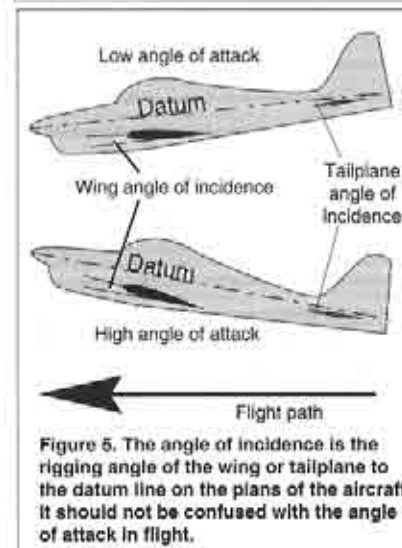 Low angle of attack
Datum
Wing angle of incidence
Tailplane
angle of
Incidence
Datum
High angle of attack
Flight path
Figure 5. The angle of incidence is the
rigging angle of the wing or tailplane to
the datum line on the plans of the aircraft
It should not be confused with the angle
of attack in flight.